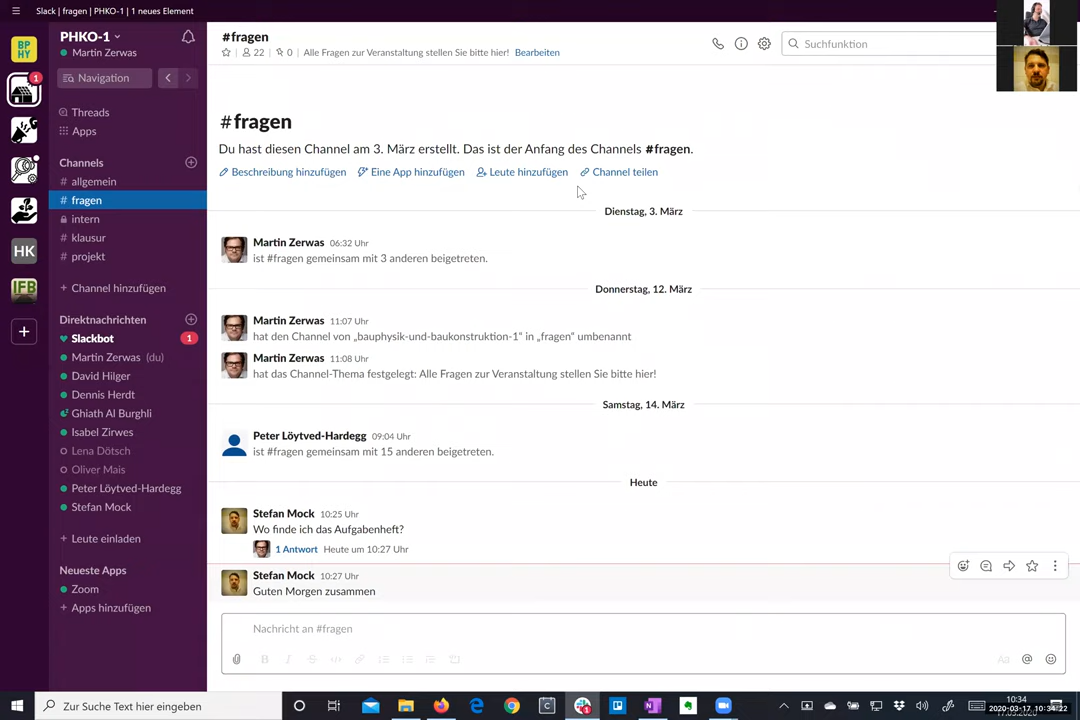 Slack | fragen | PHKO-1 | 1 neues Element
BP
HY
1
HK
IFB
PHKO-1
Martin Zerwas
Navigation
Threads
Apps
Channels
# allgemein
# fragen
intern
# klausur
# projekt
+ Channel hinzufügen
Direktnachrichten
Slackbot 1
Martin Zerwas (du)
David Hilger
Dennis Herdt
Ghiath Al Burghli
Isabel Zirwes
Lena Dötsch
Oliver Mais
Peter Löytved-Hardegg
Stefan Mock
+ Leute einladen
Neueste Apps
Zoom
+ Apps hinzufügen
#fragen
22 0 Alle Fragen zur Veranstaltung stellen Sie bitte hier! Bearbeiten
Suchfunktion
#fragen
Du hast diesen Channel am 3. März erstellt. Das ist der Anfang des Channels #fragen.
Beschreibung hinzufügen Eine App hinzufügen Leute hinzufügen Channel teilen
Dienstag, 3. März
Martin Zerwas 06:32 Uhr
ist #fragen gemeinsam mit 3 anderen beigetreten.
Donnerstag, 12. März
Martin Zerwas 11:07 Uhr
hat den Channel von „bauphysik-und-baukonstruktion-1“ in „fragen“ umbenannt
Martin Zerwas 11:08 Uhr
hat das Channel-Thema festgelegt: Alle Fragen zur Veranstaltung stellen Sie bitte hier!
Samstag, 14. März
Peter Löytved-Hardegg 09:04 Uhr
ist #fragen gemeinsam mit 15 anderen beigetreten.
Heute
Stefan Mock 10:25 Uhr
Wo finde ich das Aufgabenheft?
1 Antwort Heute um 10:27 Uhr
Stefan Mock 10:27 Uhr
Guten Morgen zusammen
Nachricht an #fragen
B I S Aa @
Zur Suche Text hier eingeben
10:34
2020-03-17 10:34:22